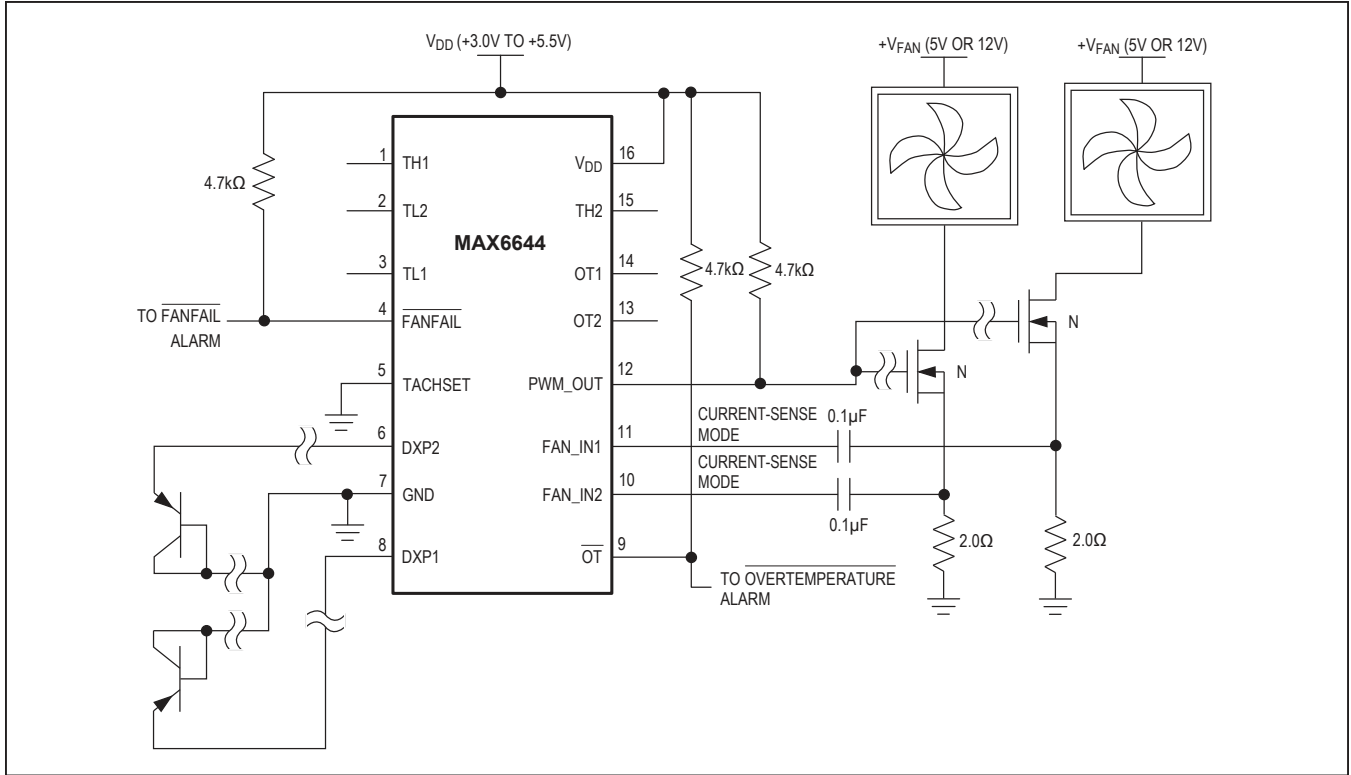 V_DD (+3.0V TO +5.5V)
+V_FAN (5V OR 12V)
+V_FAN (5V OR 12V)
4.7kΩ
MAX6644
1 TH1
2 TL2
3 TL1
4 FANFAIL
5 TACHSET
6 DXP2
7 GND
8 DXP1
V_DD 16
TH2 15
OT1 14
OT2 13
PWM_OUT 12
FAN_IN1 11
FAN_IN2 10
OT 9
TO FANFAIL
ALARM
4.7kΩ
4.7kΩ
N
N
CURRENT-SENSE
MODE
0.1µF
CURRENT-SENSE
MODE
0.1µF
2.0Ω
2.0Ω
TO OVERTEMPERATURE
ALARM